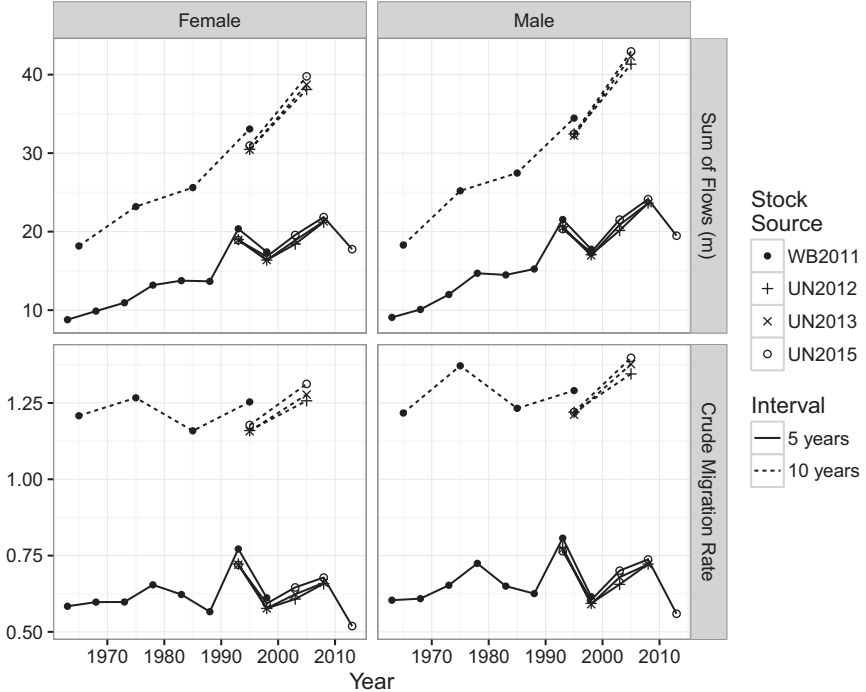 Female
Male
40
30
20
10
Sum of Flows (m)
1.25
1.00
0.75
0.50
Crude Migration Rate
1970
1980
1990
2000
2010
1970
1980
1990
2000
2010
Year
Stock
Source
WB2011
UN2012
UN2013
UN2015
Interval
5 years
10 years